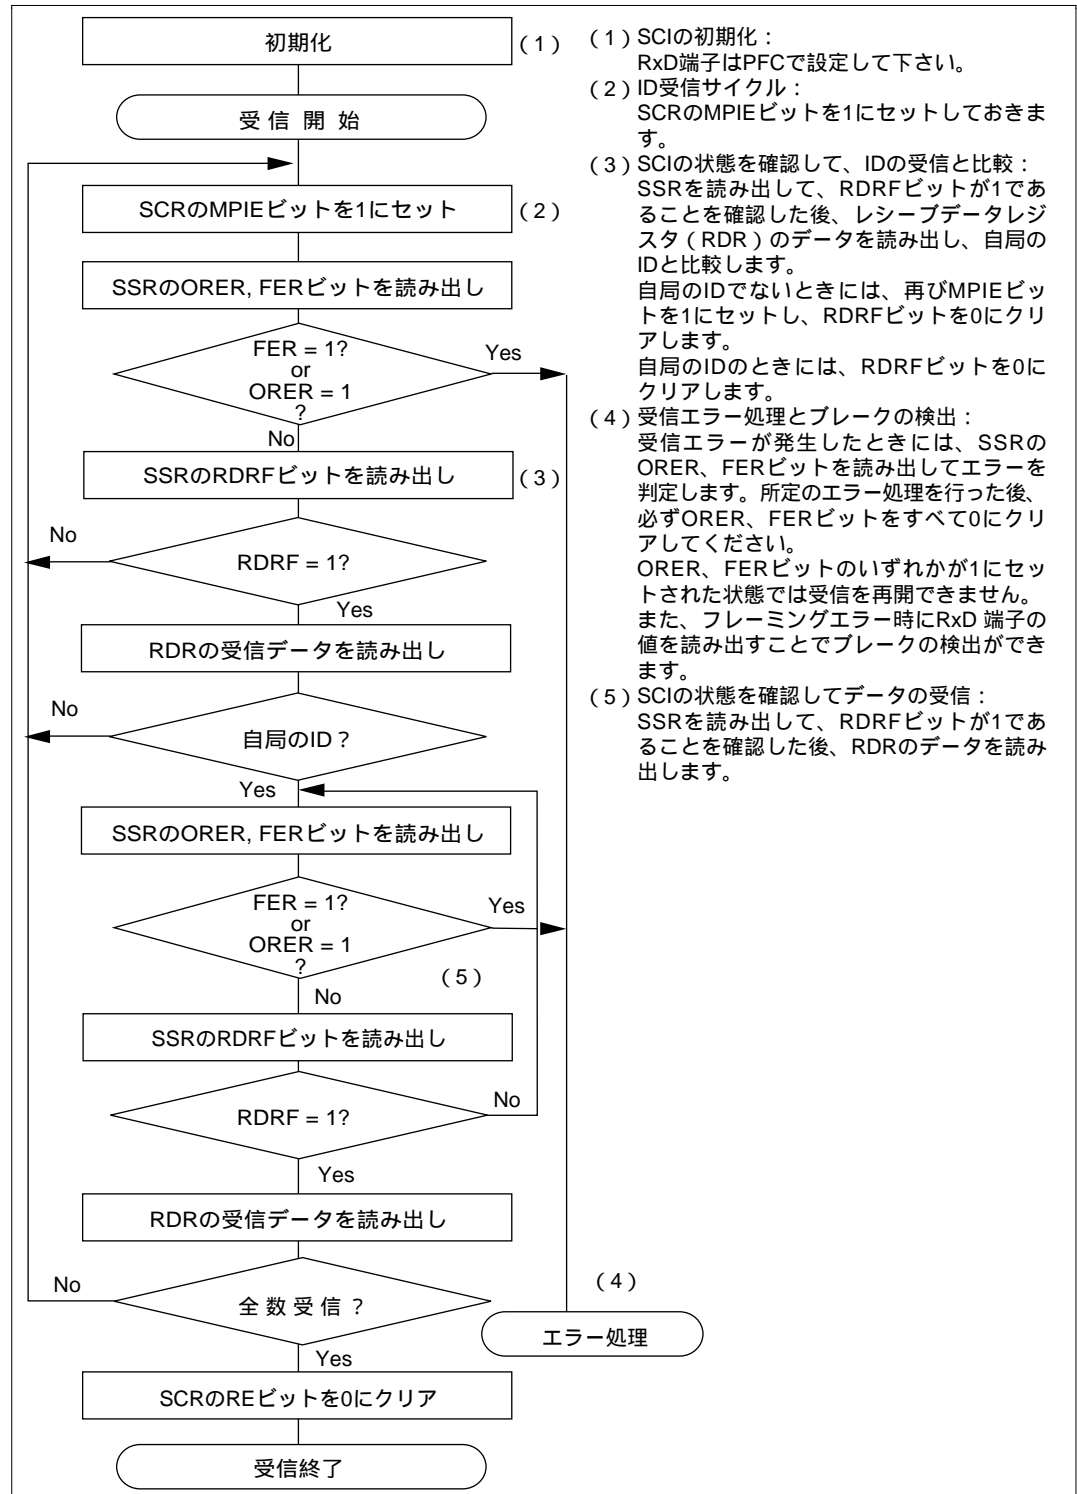 初期化
(1)
受信開始
SCRのMPIEビットを1にセット
(2)
SSRのORER, FERビットを読み出し
FER = 1?
or
ORER = 1
?
Yes
No
SSRのRDRFビットを読み出し
(3)
RDRF = 1?
No
Yes
RDRの受信データを読み出し
自局のID？
No
Yes
SSRのORER, FERビットを読み出し
FER = 1?
or
ORER = 1
?
Yes
(5)
No
SSRのRDRFビットを読み出し
RDRF = 1?
No
Yes
RDRの受信データを読み出し
全数受信？
No
Yes
(4)
エラー処理
SCRのREビットを0にクリア
受信終了
(1) SCIの初期化：
RxD端子はPFCで設定して下さい。
(2) ID受信サイクル：
SCRのMPIEビットを1にセットしておきま
す。
(3) SCIの状態を確認して、IDの受信と比較：
SSRを読み出して、RDRFビットが1であ
ることを確認した後、レシーブデータレジ
スタ（RDR）のデータを読み出し、自局の
IDと比較します。
自局のIDでないときには、再びMPIEビッ
トを1にセットし、RDRFビットを0にクリ
アします。
自局のIDのときには、RDRFビットを0に
クリアします。
(4) 受信エラー処理とブレークの検出：
受信エラーが発生したときには、SSRの
ORER、FERビットを読み出してエラーを
判定します。所定のエラー処理を行った後、
必ずORER、FERビットをすべて0にクリ
アしてください。
ORER、FERビットのいずれかが1にセッ
トされた状態では受信を再開できません。
また、フレーミングエラー時にRxD 端子の
値を読み出すことでブレークの検出ができ
ます。
(5) SCIの状態を確認してデータの受信：
SSRを読み出して、RDRFビットが1であ
ることを確認した後、RDRのデータを読み
出します。